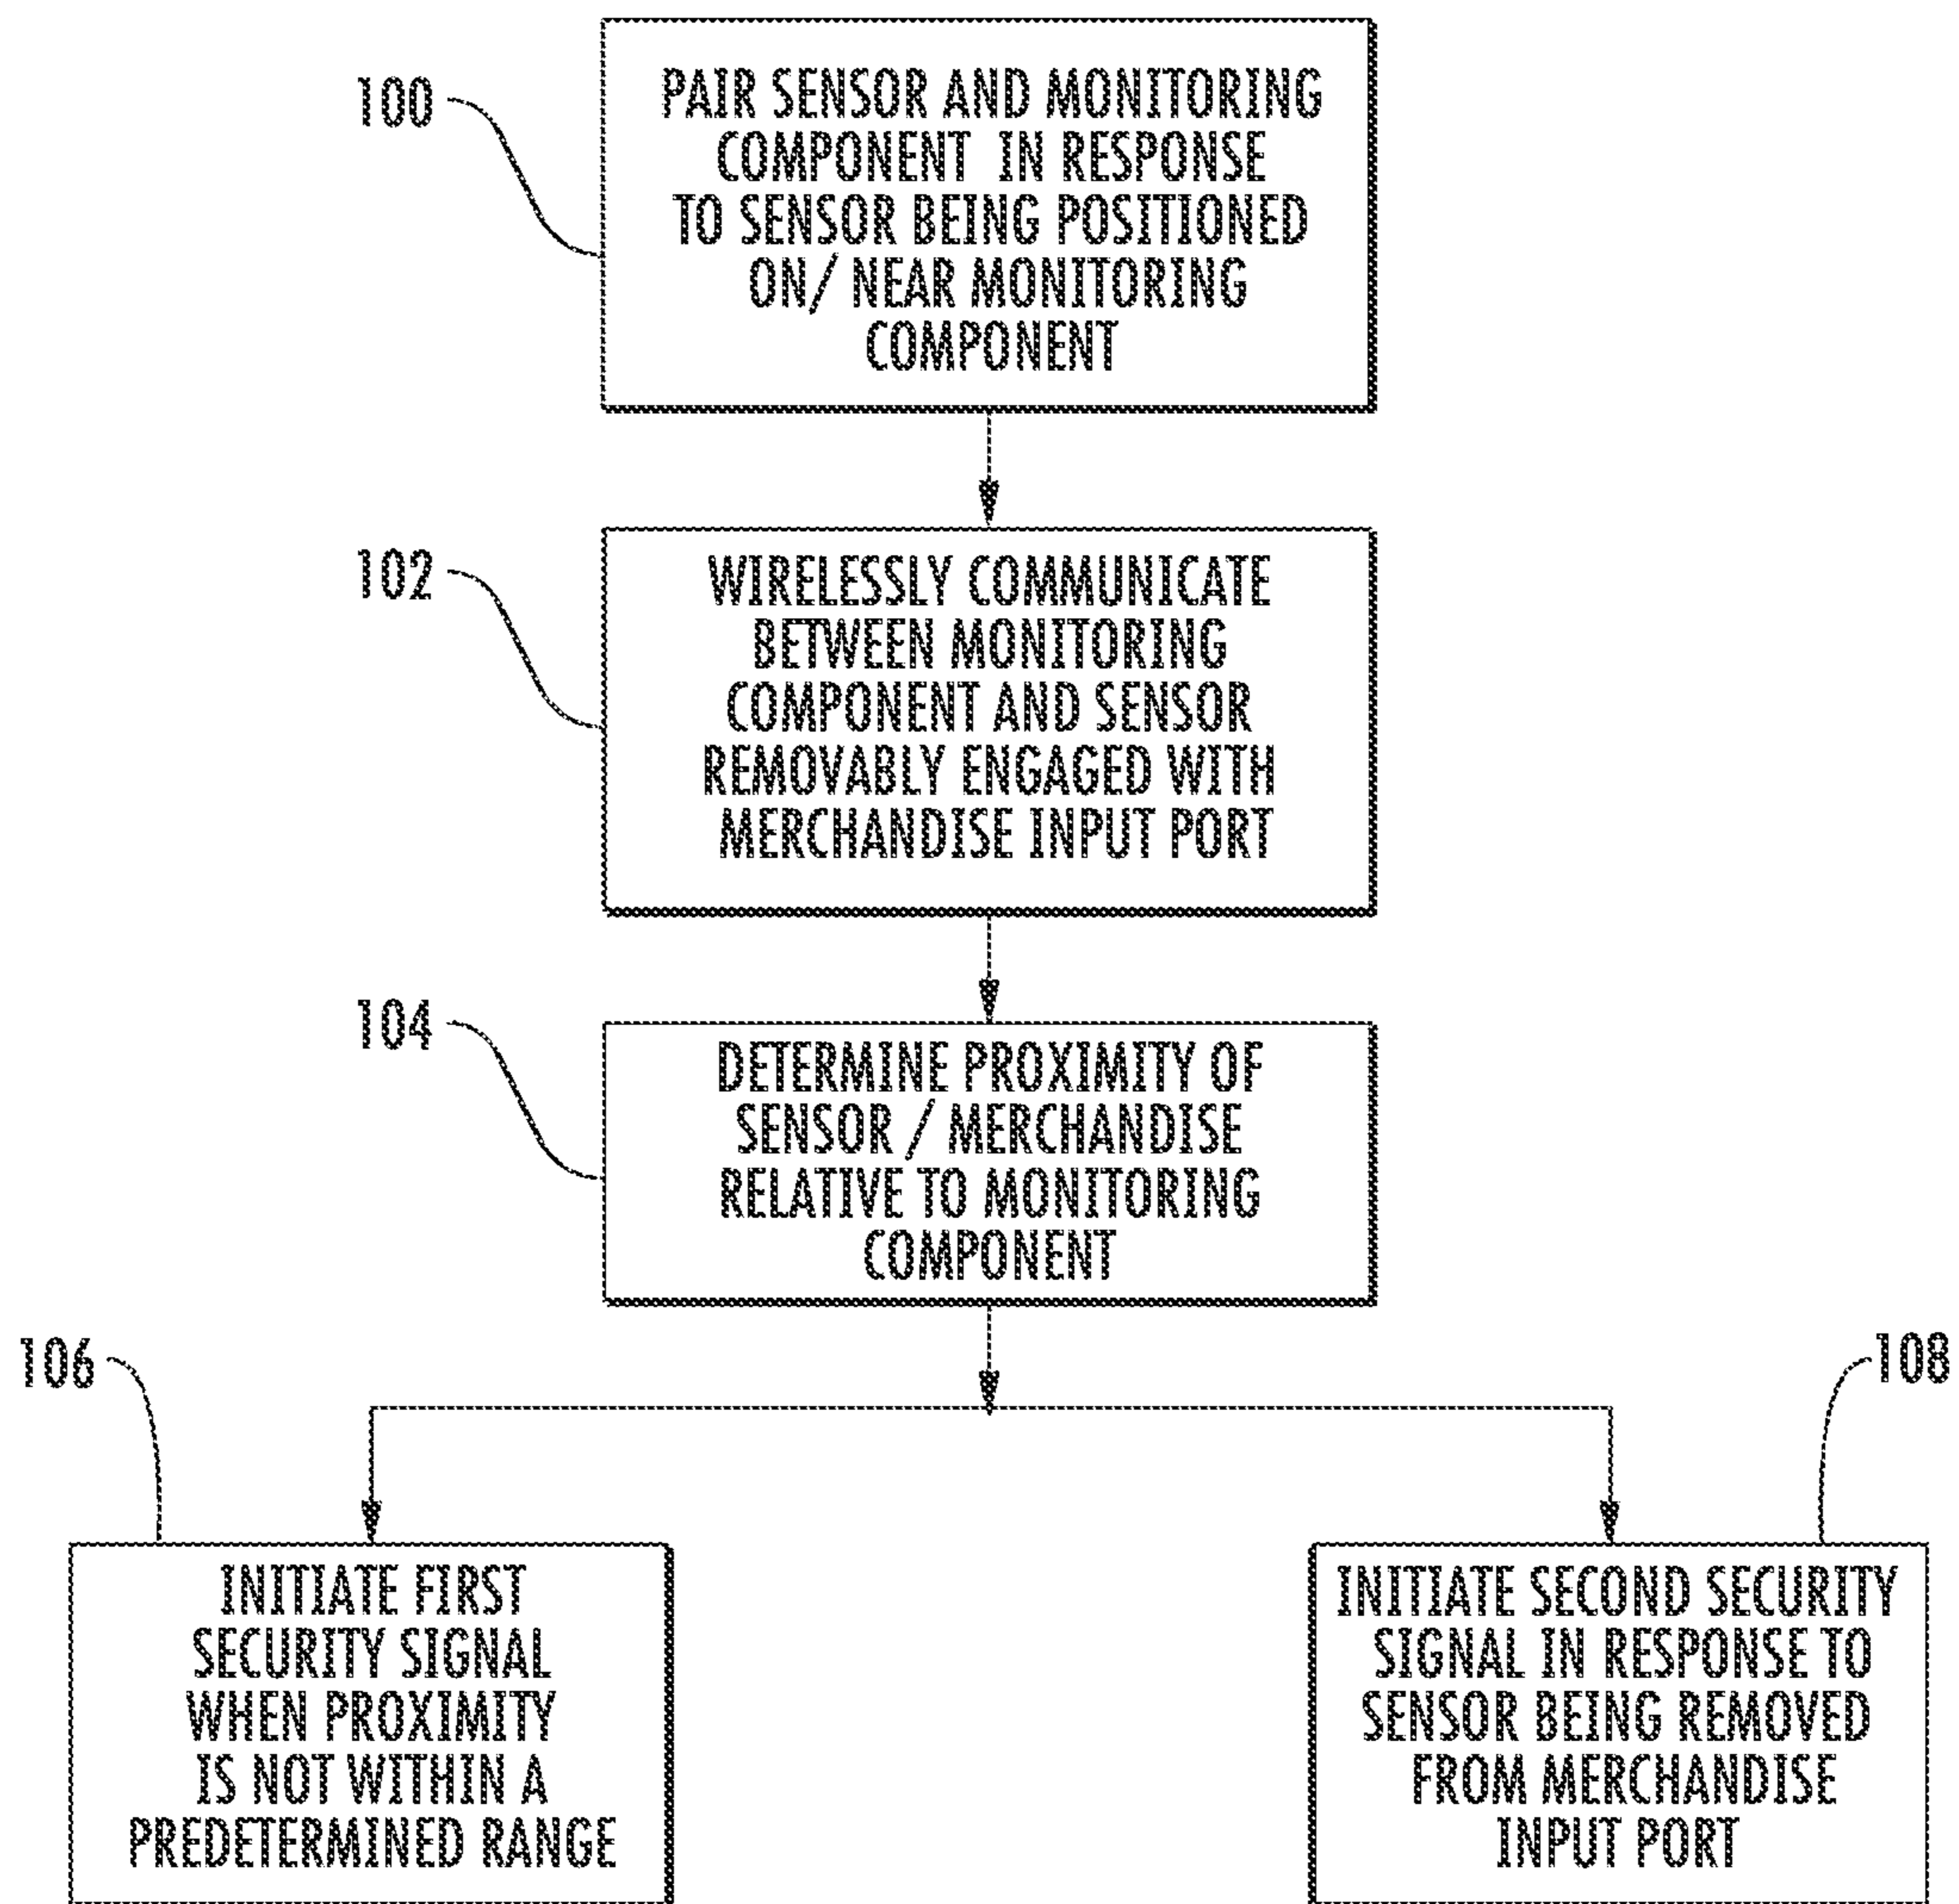 100
PAIR SENSOR AND MONITORING
COMPONENT IN RESPONSE
TO SENSOR BEING POSITIONED
ON/ NEAR MONITORING
COMPONENT
102
WIRELESSLY COMMUNICATE
BETWEEN MONITORING
COMPONENT AND SENSOR
REMOVABLY ENGAGED WITH
MERCHANDISE INPUT PORT
104
DETERMINE PROXIMITY OF
SENSOR / MERCHANDISE
RELATIVE TO MONITORING
COMPONENT
106
INITIATE FIRST
SECURITY SIGNAL
WHEN PROXIMITY
IS NOT WITHIN A
PREDETERMINED RANGE
108
INITIATE SECOND SECURITY
SIGNAL IN RESPONSE TO
SENSOR BEING REMOVED
FROM MERCHANDISE
INPUT PORT